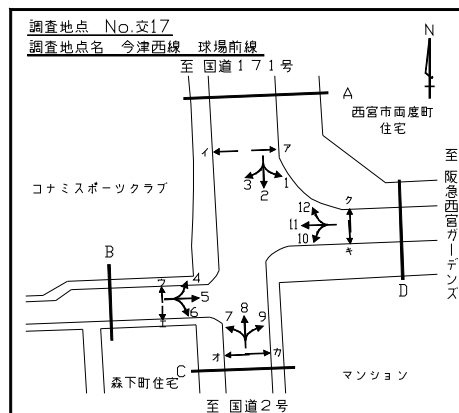 調査地点　No.交17
調査地点名　今津西線　球場前線
N
至 国道171号
A
西宮市両度町
住宅
至 阪急西宮ガーデンズ
イ
ア
3
2
1
コナミスポーツクラブ
12
ク
11
10
キ
B
D
ウ
4
5
6
エ
7
8
9
オ
カ
C
森下町住宅
マンション
至 国道2号